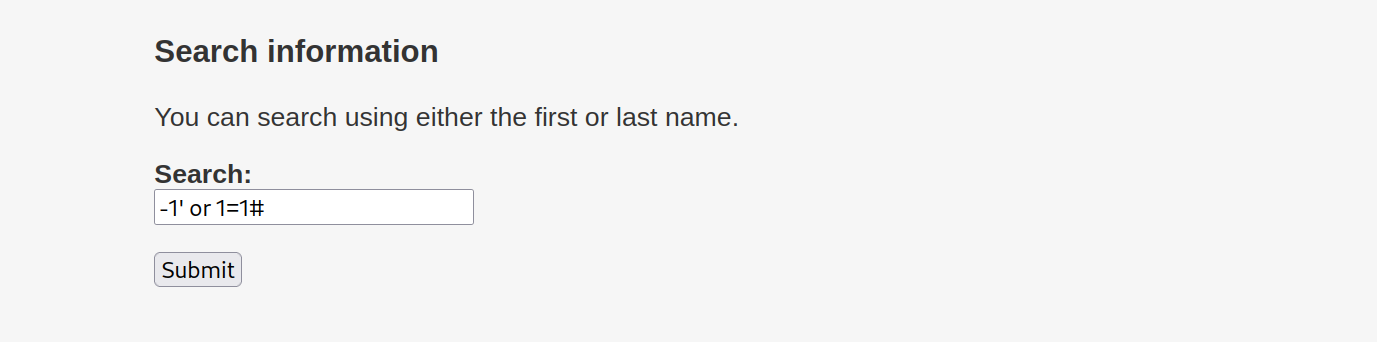 Search information
You can search using either the first or last name.
Search:
-1' or 1=1#
Submit